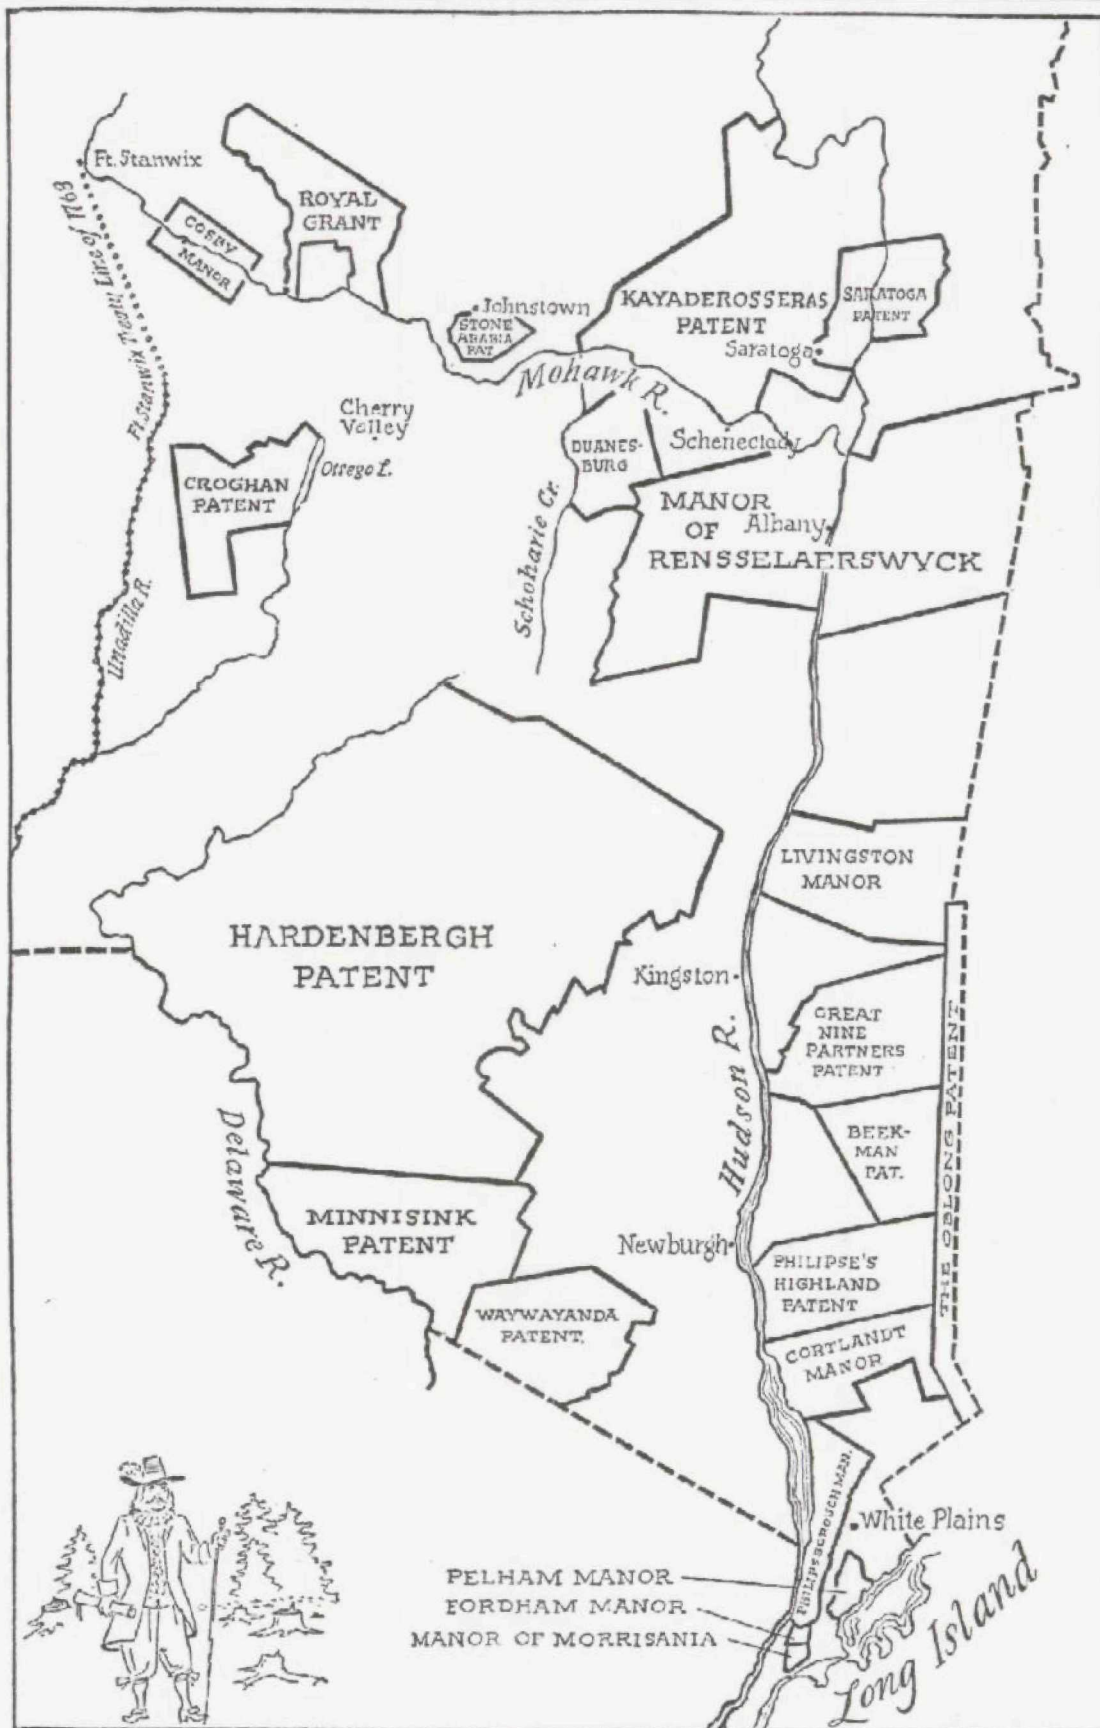 Ft. Stanwix
Ft. Stanwix Treaty Line of 1768
COSBY
MANOR
ROYAL
GRANT
Johnstown
STONE
ARABIA
PAT.
KAYADEROSSERAS
PATENT
SARATOGA
PATENT
Saratoga
Mohawk R.
Cherry
Valley
Otsego L.
CROGHAN
PATENT
Unadilla R.
DUANES-
BURG
Schenectady
Schoharie Cr.
MANOR
OF
Albany
RENSSELAERSWYCK
LIVINGSTON
MANOR
HARDENBERGH
PATENT
Kingston
Hudson R.
GREAT
NINE
PARTNERS
PATENT
THE OBLONG PATENT
BEEK-
MAN
PAT.
Delaware R.
MINNISINK
PATENT
Newburgh
PHILIPSE'S
HIGHLAND
PATENT
WAYWAYANDA
PATENT.
CORTLANDT
MANOR
PHILIPSBOROUGH MAN.
White Plains
PELHAM MANOR
FORDHAM MANOR
MANOR OF MORRISANIA
Long Island